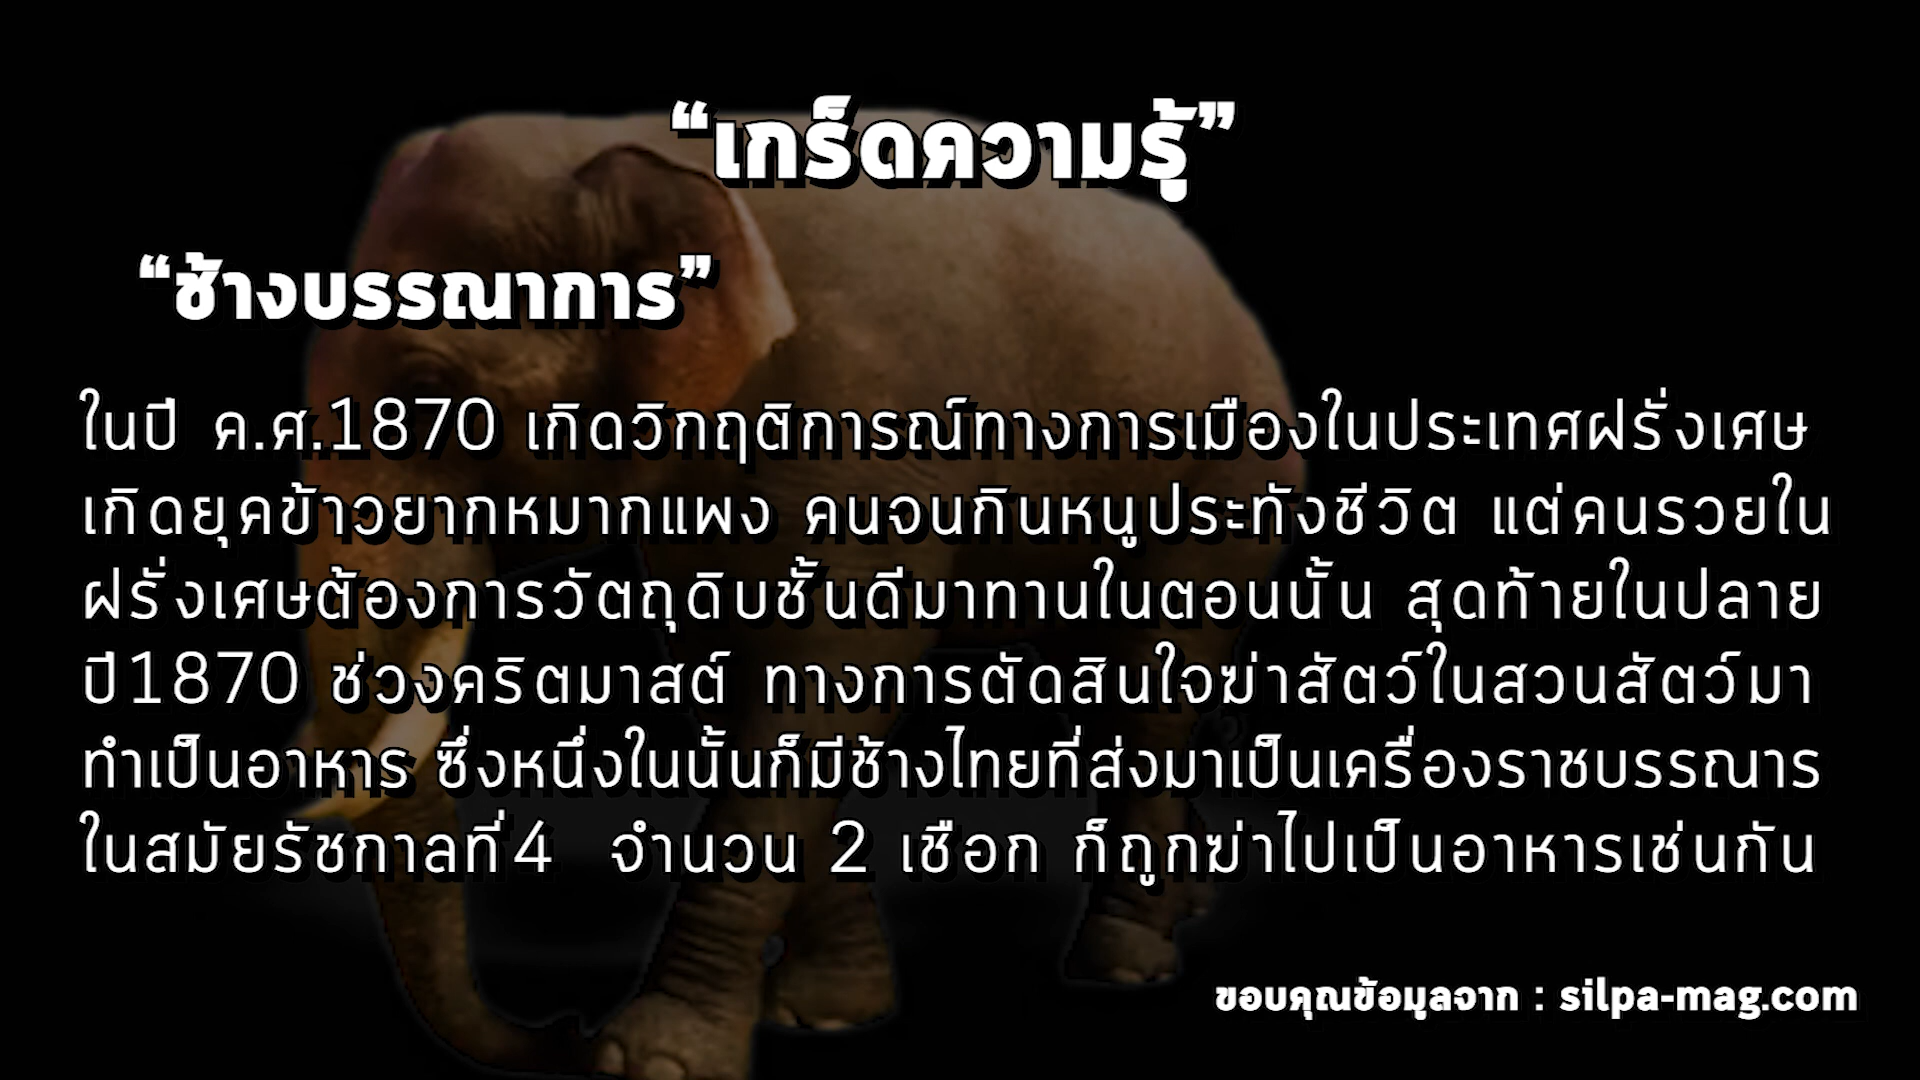 “เกร็ดความรู้”
“ช้างบรรณาการ”
ในปี ค.ศ.1870 เกิดวิกฤติการณ์ทางการเมืองในประเทศฝรั่งเศษ
เกิดยุคข้าวยากหมากแพง คนจนกินหนูประทังชีวิต แต่คนรวยใน
ฝรั่งเศษต้องการวัตถุดิบชั้นดีมาทานในตอนนั้น สุดท้ายในปลาย
ปี1870 ช่วงคริตมาสต์ ทางการตัดสินใจฆ่าสัตว์ในสวนสัตว์มา
ทำเป็นอาหาร ซึ่งหนึ่งในนั้นก็มีช้างไทยที่ส่งมาเป็นเครื่องราชบรรณาร
ในสมัยรัชกาลที่4 จำนวน 2 เชือก ก็ถูกฆ่าไปเป็นอาหารเช่นกัน
ขอบคุณข้อมูลจาก : silpa-mag.com